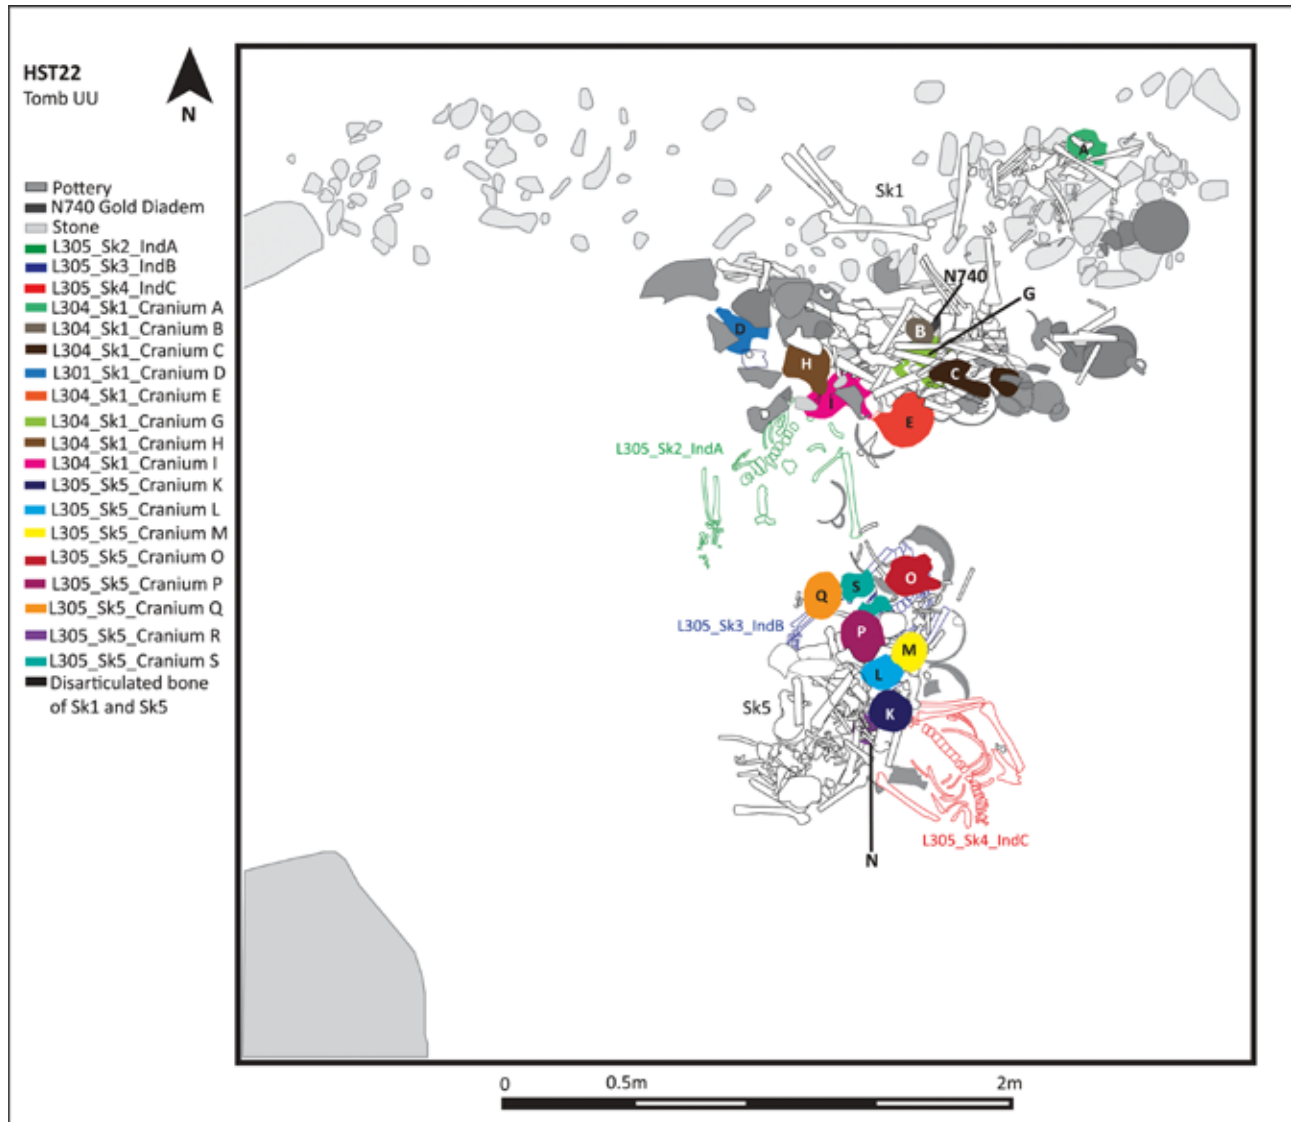 HST22
Tomb UU
N
Pottery
N740 Gold Diadem
Stone
L305_Sk2_IndA
L305_Sk3_IndB
L305_Sk4_IndC
L304_Sk1_Cranium A
L304_Sk1_Cranium B
L304_Sk1_Cranium C
L301_Sk1_Cranium D
L304_Sk1_Cranium E
L304_Sk1_Cranium G
L304_Sk1_Cranium H
L304_Sk1_Cranium I
L305_Sk5_Cranium K
L305_Sk5_Cranium L
L305_Sk5_Cranium M
L305_Sk5_Cranium O
L305_Sk5_Cranium P
L305_Sk5_Cranium Q
L305_Sk5_Cranium R
L305_Sk5_Cranium S
Disarticulated bone
of Sk1 and Sk5
A
Sk1
N740
G
D
B
H
C
I
E
L305_Sk2_IndA
O
S
Q
L305_Sk3_IndB
P
M
L
Sk5
K
L305_Sk4_IndC
N
0 0.5m 2m